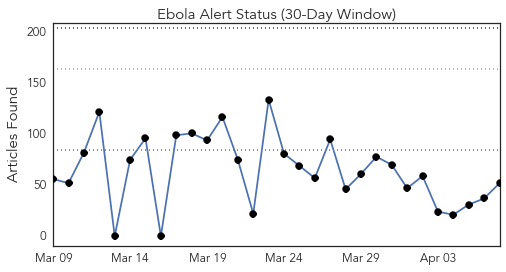 Ebola Alert Status (30-Day Window)
Articles Found
200
150
100
50
0
Mar 09 Mar 14 Mar 19 Mar 24 Mar 29 Apr 03